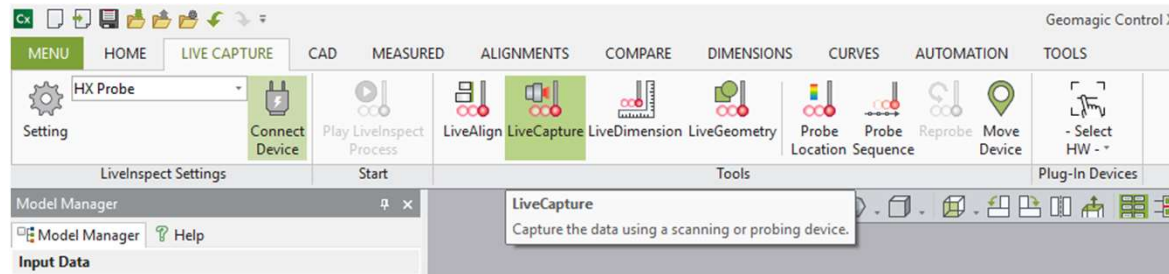 Cx
Geomagic Control X
MENU HOME LIVE CAPTURE CAD MEASURED ALIGNMENTS COMPARE DIMENSIONS CURVES AUTOMATION TOOLS
HX Probe
Setting
Connect Device
Play LiveInspect Process
LiveAlign
LiveCapture
LiveDimension
LiveGeometry
Probe Location
Probe Sequence
Reprobe
Move Device
- Select HW -
LiveInspect Settings Start Tools Plug-In Devices
Model Manager
LiveCapture
Capture the data using a scanning or probing device.
Model Manager ? Help
Input Data